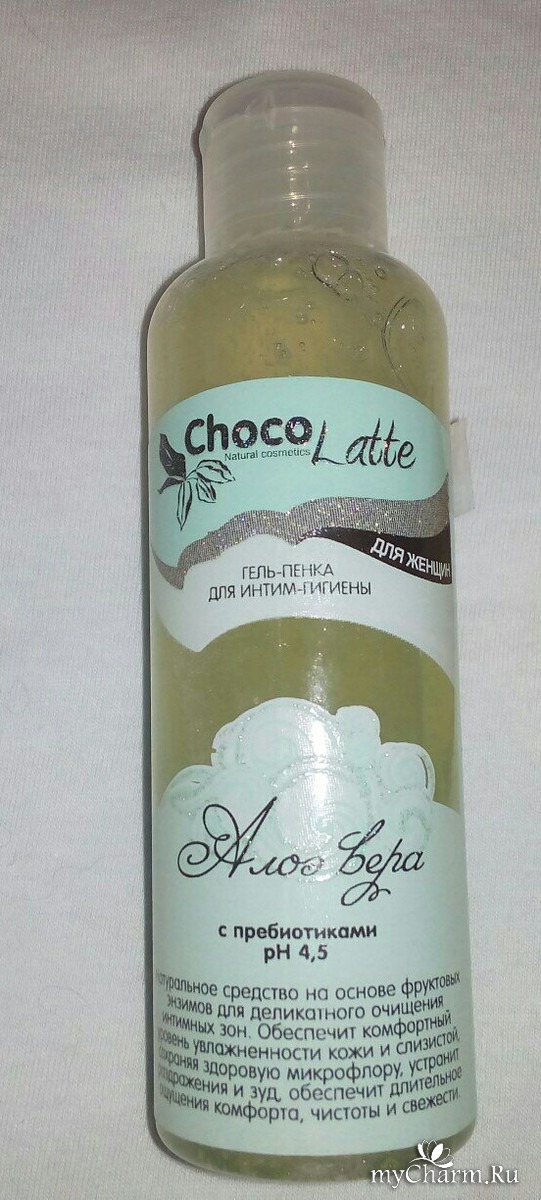 Choco Latte
Natural cosmetics
ДЛЯ ЖЕНЩИН
ГЕЛЬ-ПЕНКА
ДЛЯ ИНТИМ-ГИГИЕНЫ
Алоэ вера
с пребиотиками
pH 4,5
натуральное средство на основе фруктовых
энзимов для деликатного очищения
интимных зон. Обеспечит комфортный
уровень увлажненности кожи и слизистой,
сохраняя здоровую микрофлору, устранит
раздражения и зуд, обеспечит длительное
ощущения комфорта, чистоты и свежести.
myCharm.Ru